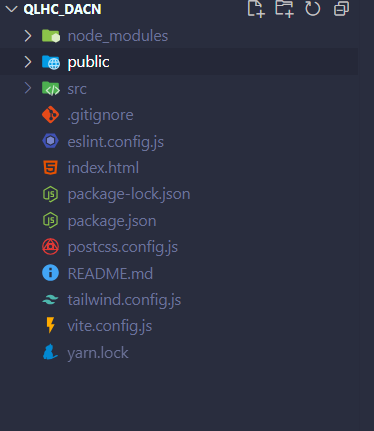 QLHC_DACN
node_modules
public
src
.gitignore
eslint.config.js
index.html
package-lock.json
package.json
postcss.config.js
README.md
tailwind.config.js
vite.config.js
yarn.lock